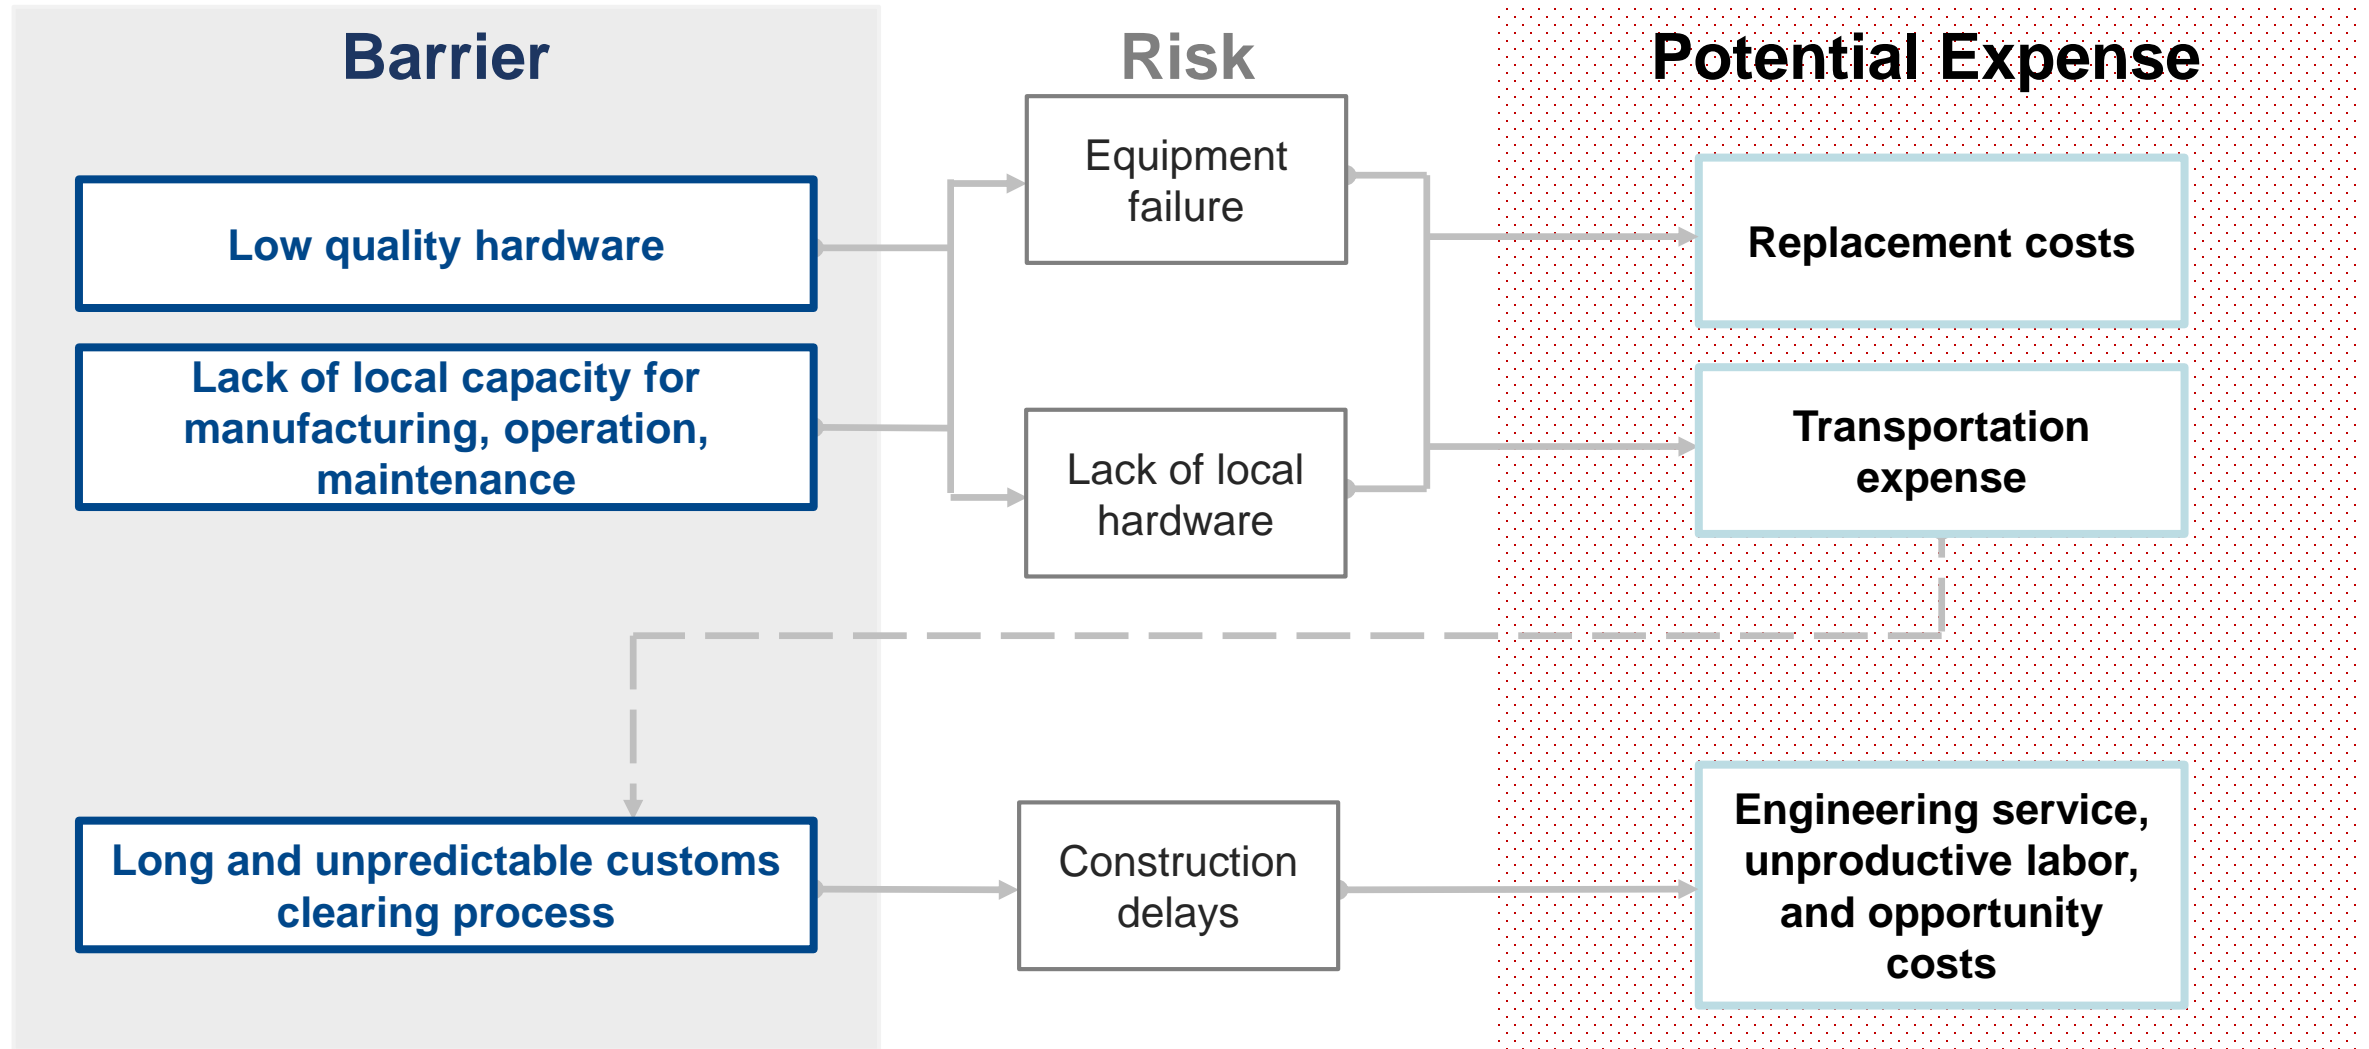 Barrier
Risk
Potential Expense
Low quality hardware
Equipment
failure
Replacement costs
Lack of local capacity for
manufacturing, operation,
maintenance
Lack of local
hardware
Transportation
expense
Long and unpredictable customs
clearing process
Construction
delays
Engineering service,
unproductive labor,
and opportunity
costs